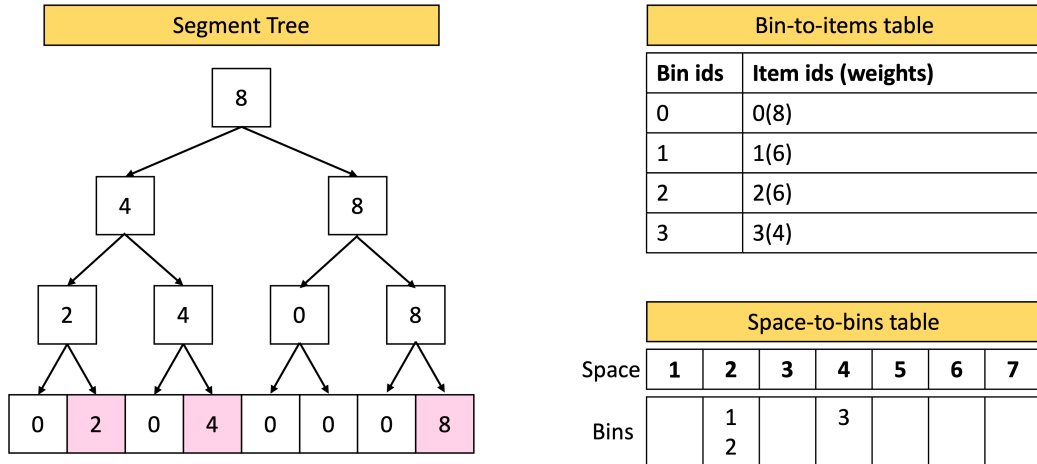 Segment Tree
8
4 8
2 4 0 8
0 2 0 4 0 0 0 8
Bin-to-items table
Bin ids Item ids (weights)
0 0(8)
1 1(6)
2 2(6)
3 3(4)
Space-to-bins table
Space 1 2 3 4 5 6 7
Bins 1 3
2